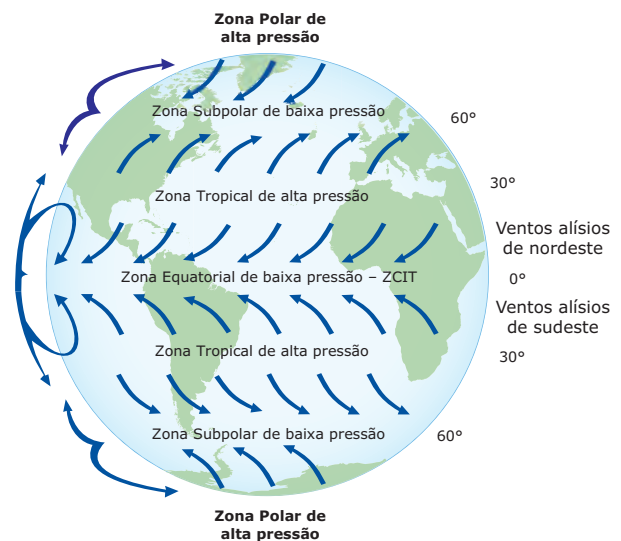 Zona Polar de
alta pressão
Zona Subpolar de baixa pressão
60°
30°
Zona Tropical de alta pressão
Ventos alísios
de nordeste
Zona Equatorial de baixa pressão – ZCIT
0°
Ventos alísios
de sudeste
Zona Tropical de alta pressão
30°
Zona Subpolar de baixa pressão
60°
Zona Polar de
alta pressão